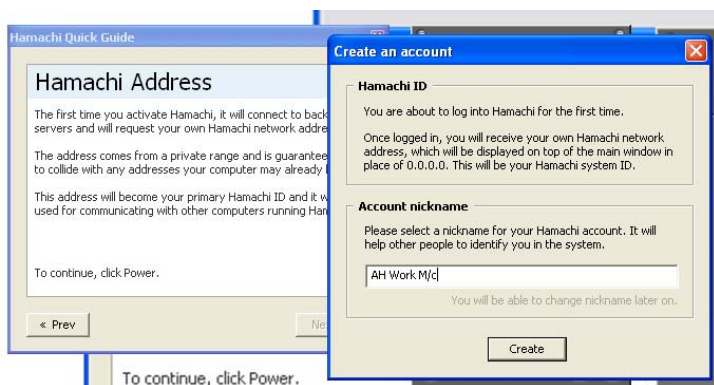 Hamachi Quick Guide
Hamachi Address
The first time you activate Hamachi, it will connect to back
servers and will request your own Hamachi network addre
The address comes from a private range and is guarantee
to collide with any addresses your computer may already
This address will become your primary Hamachi ID and it w
used for communicating with other computers running Ham
To continue, click Power.
« Prev
Ne
Create an account
Hamachi ID
You are about to log into Hamachi for the first time.
Once logged in, you will receive your own Hamachi network
address, which will be displayed on top of the main window in
place of 0.0.0.0. This will be your Hamachi system ID.
Account nickname
Please select a nickname for your Hamachi account. It will
help other people to identify you in the system.
AH Work M/c
You will be able to change nickname later on.
Create
To continue, click Power.